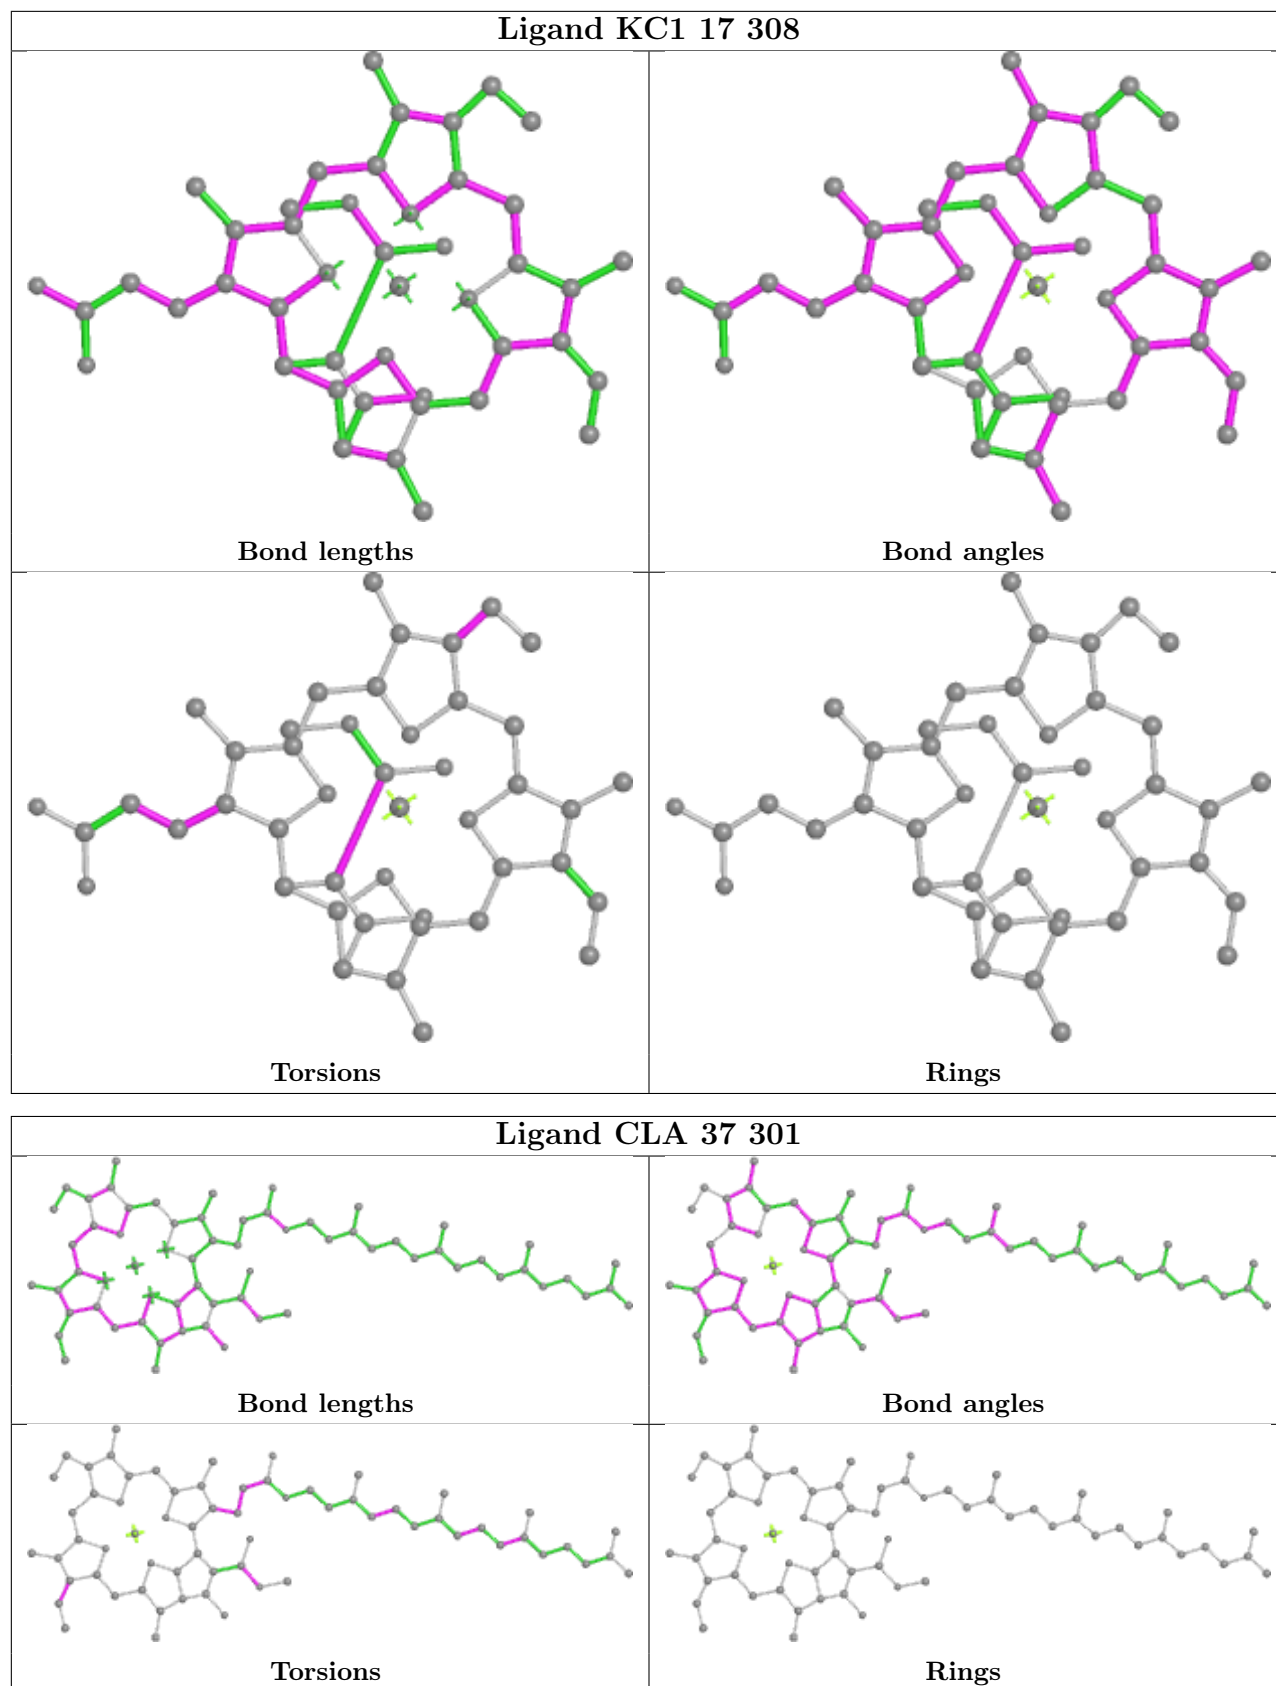 Ligand KC1 17 308
Bond lengths
Bond angles
Torsions
Rings
Ligand CLA 37 301
Bond lengths
Bond angles
Torsions
Rings